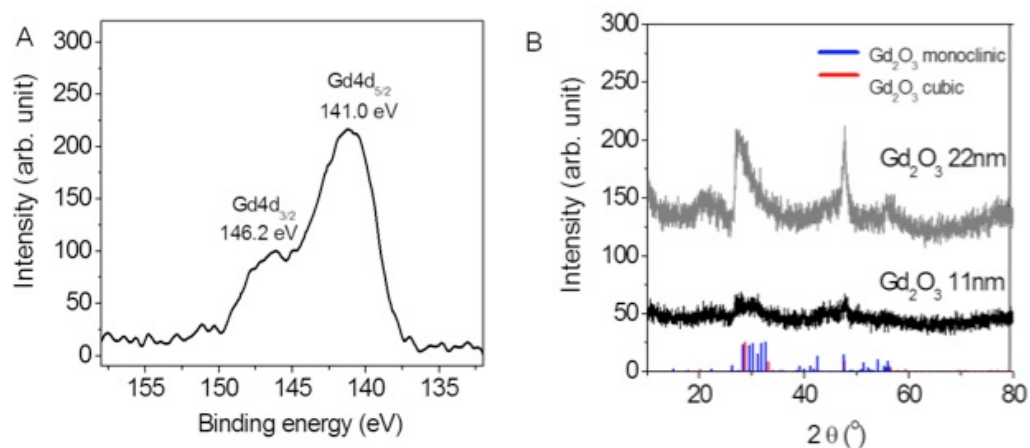 A
300
250
200
150
100
50
0
Intensity (arb. unit)
Gd4d5/2
141.0 eV
Gd4d3/2
146.2 eV
155 150 145 140 135
Binding energy (eV)
B
300
250
200
150
100
50
0
Intensity (arb. unit)
Gd2O3 monoclinic
Gd2O3 cubic
Gd2O3 22nm
Gd2O3 11nm
20 40 60 80
2 θ (°)